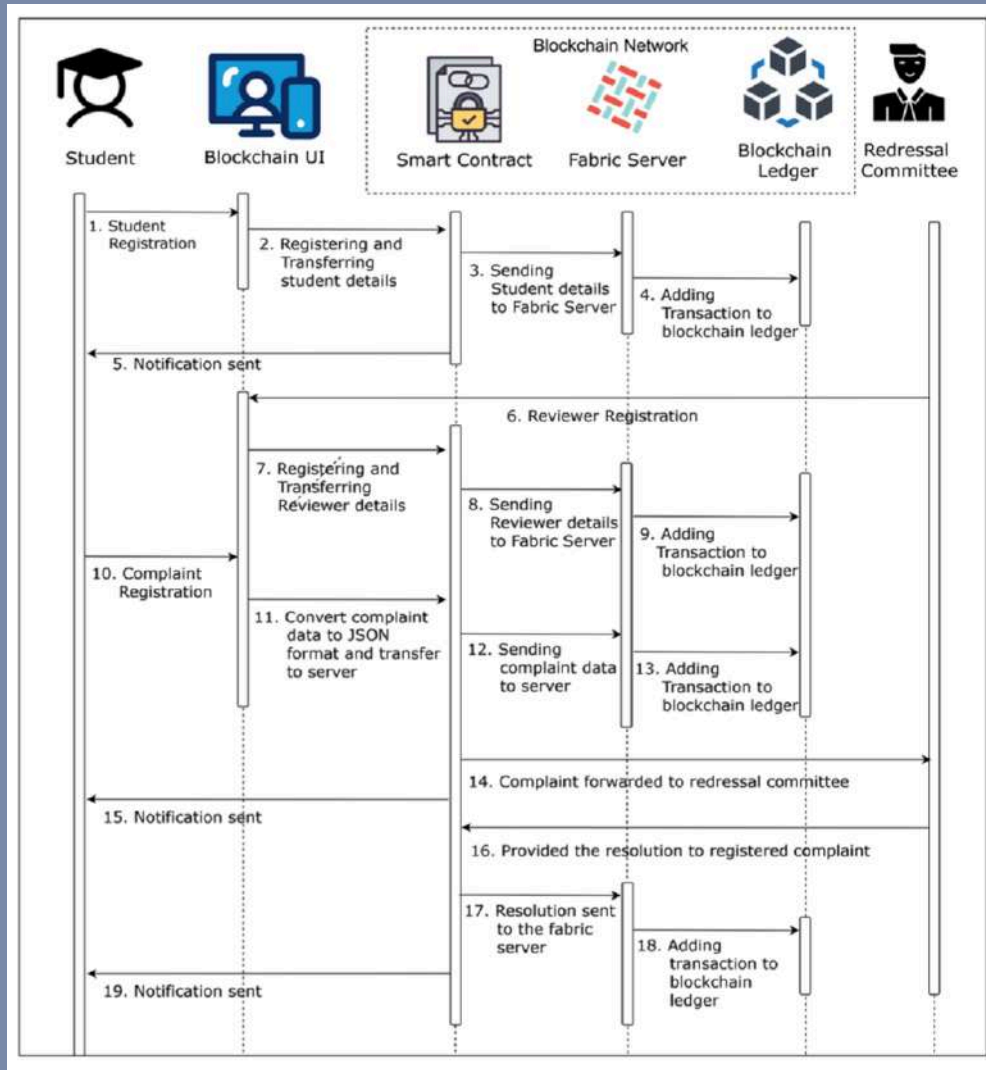 Blockchain Network
Student
Blockchain UI
Smart Contract
Fabric Server
Blockchain
Ledger
Redressal
Committee
1. Student
Registration
2. Registering and
Transferring
student details
3. Sending
Student details
to Fabric Server
4. Adding
Transaction to
blockchain ledger
5. Notification sent
6. Reviewer Registration
7. Registering and
Transferring
Reviewer details
8. Sending
Reviewer details
to Fabric Server
9. Adding
Transaction to
blockchain ledger
10. Complaint
Registration
11. Convert complaint
data to JSON
format and transfer
to server
12. Sending
complaint data
to server
13. Adding
Transaction to
blockchain ledger
14. Complaint forwarded to redressal committee
15. Notification sent
16. Provided the resolution to registered complaint
17. Resolution sent
to the fabric
server
18. Adding
transaction to
blockchain
ledger
19. Notification sent